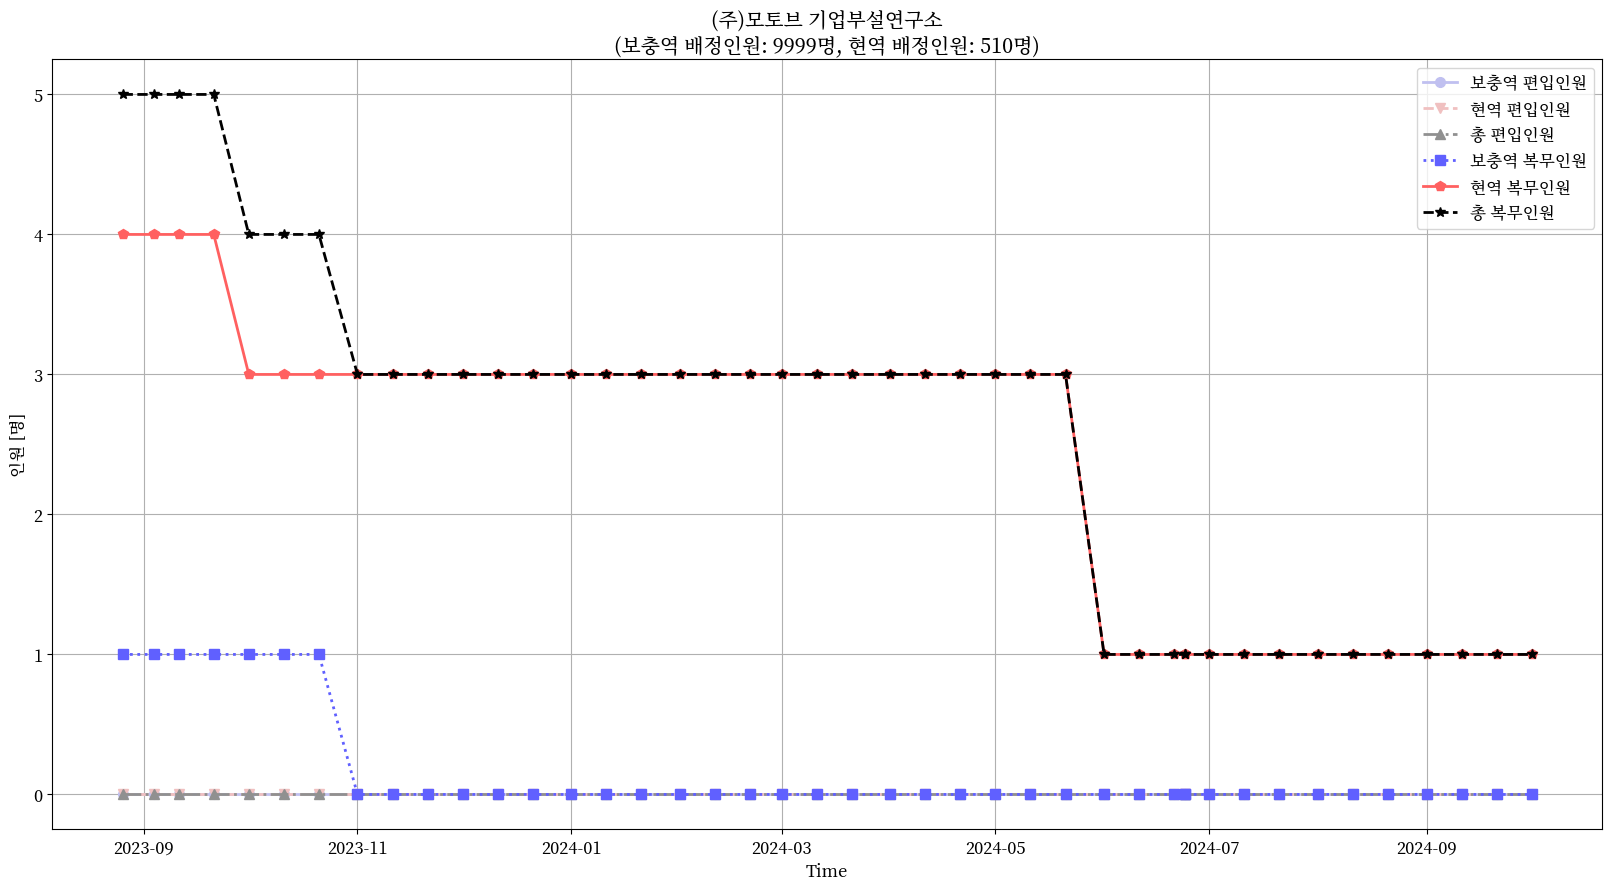 (주)모토브 기업부설연구소
(보충역 배정인원: 9999명, 현역 배정인원: 510명)
보충역 편입인원
현역 편입인원
총 편입인원
보충역 복무인원
현역 복무인원
총 복무인원
인원 [명]
5
4
3
2
1
0
2023-09 2023-11 2024-01 2024-03 2024-05 2024-07 2024-09
Time